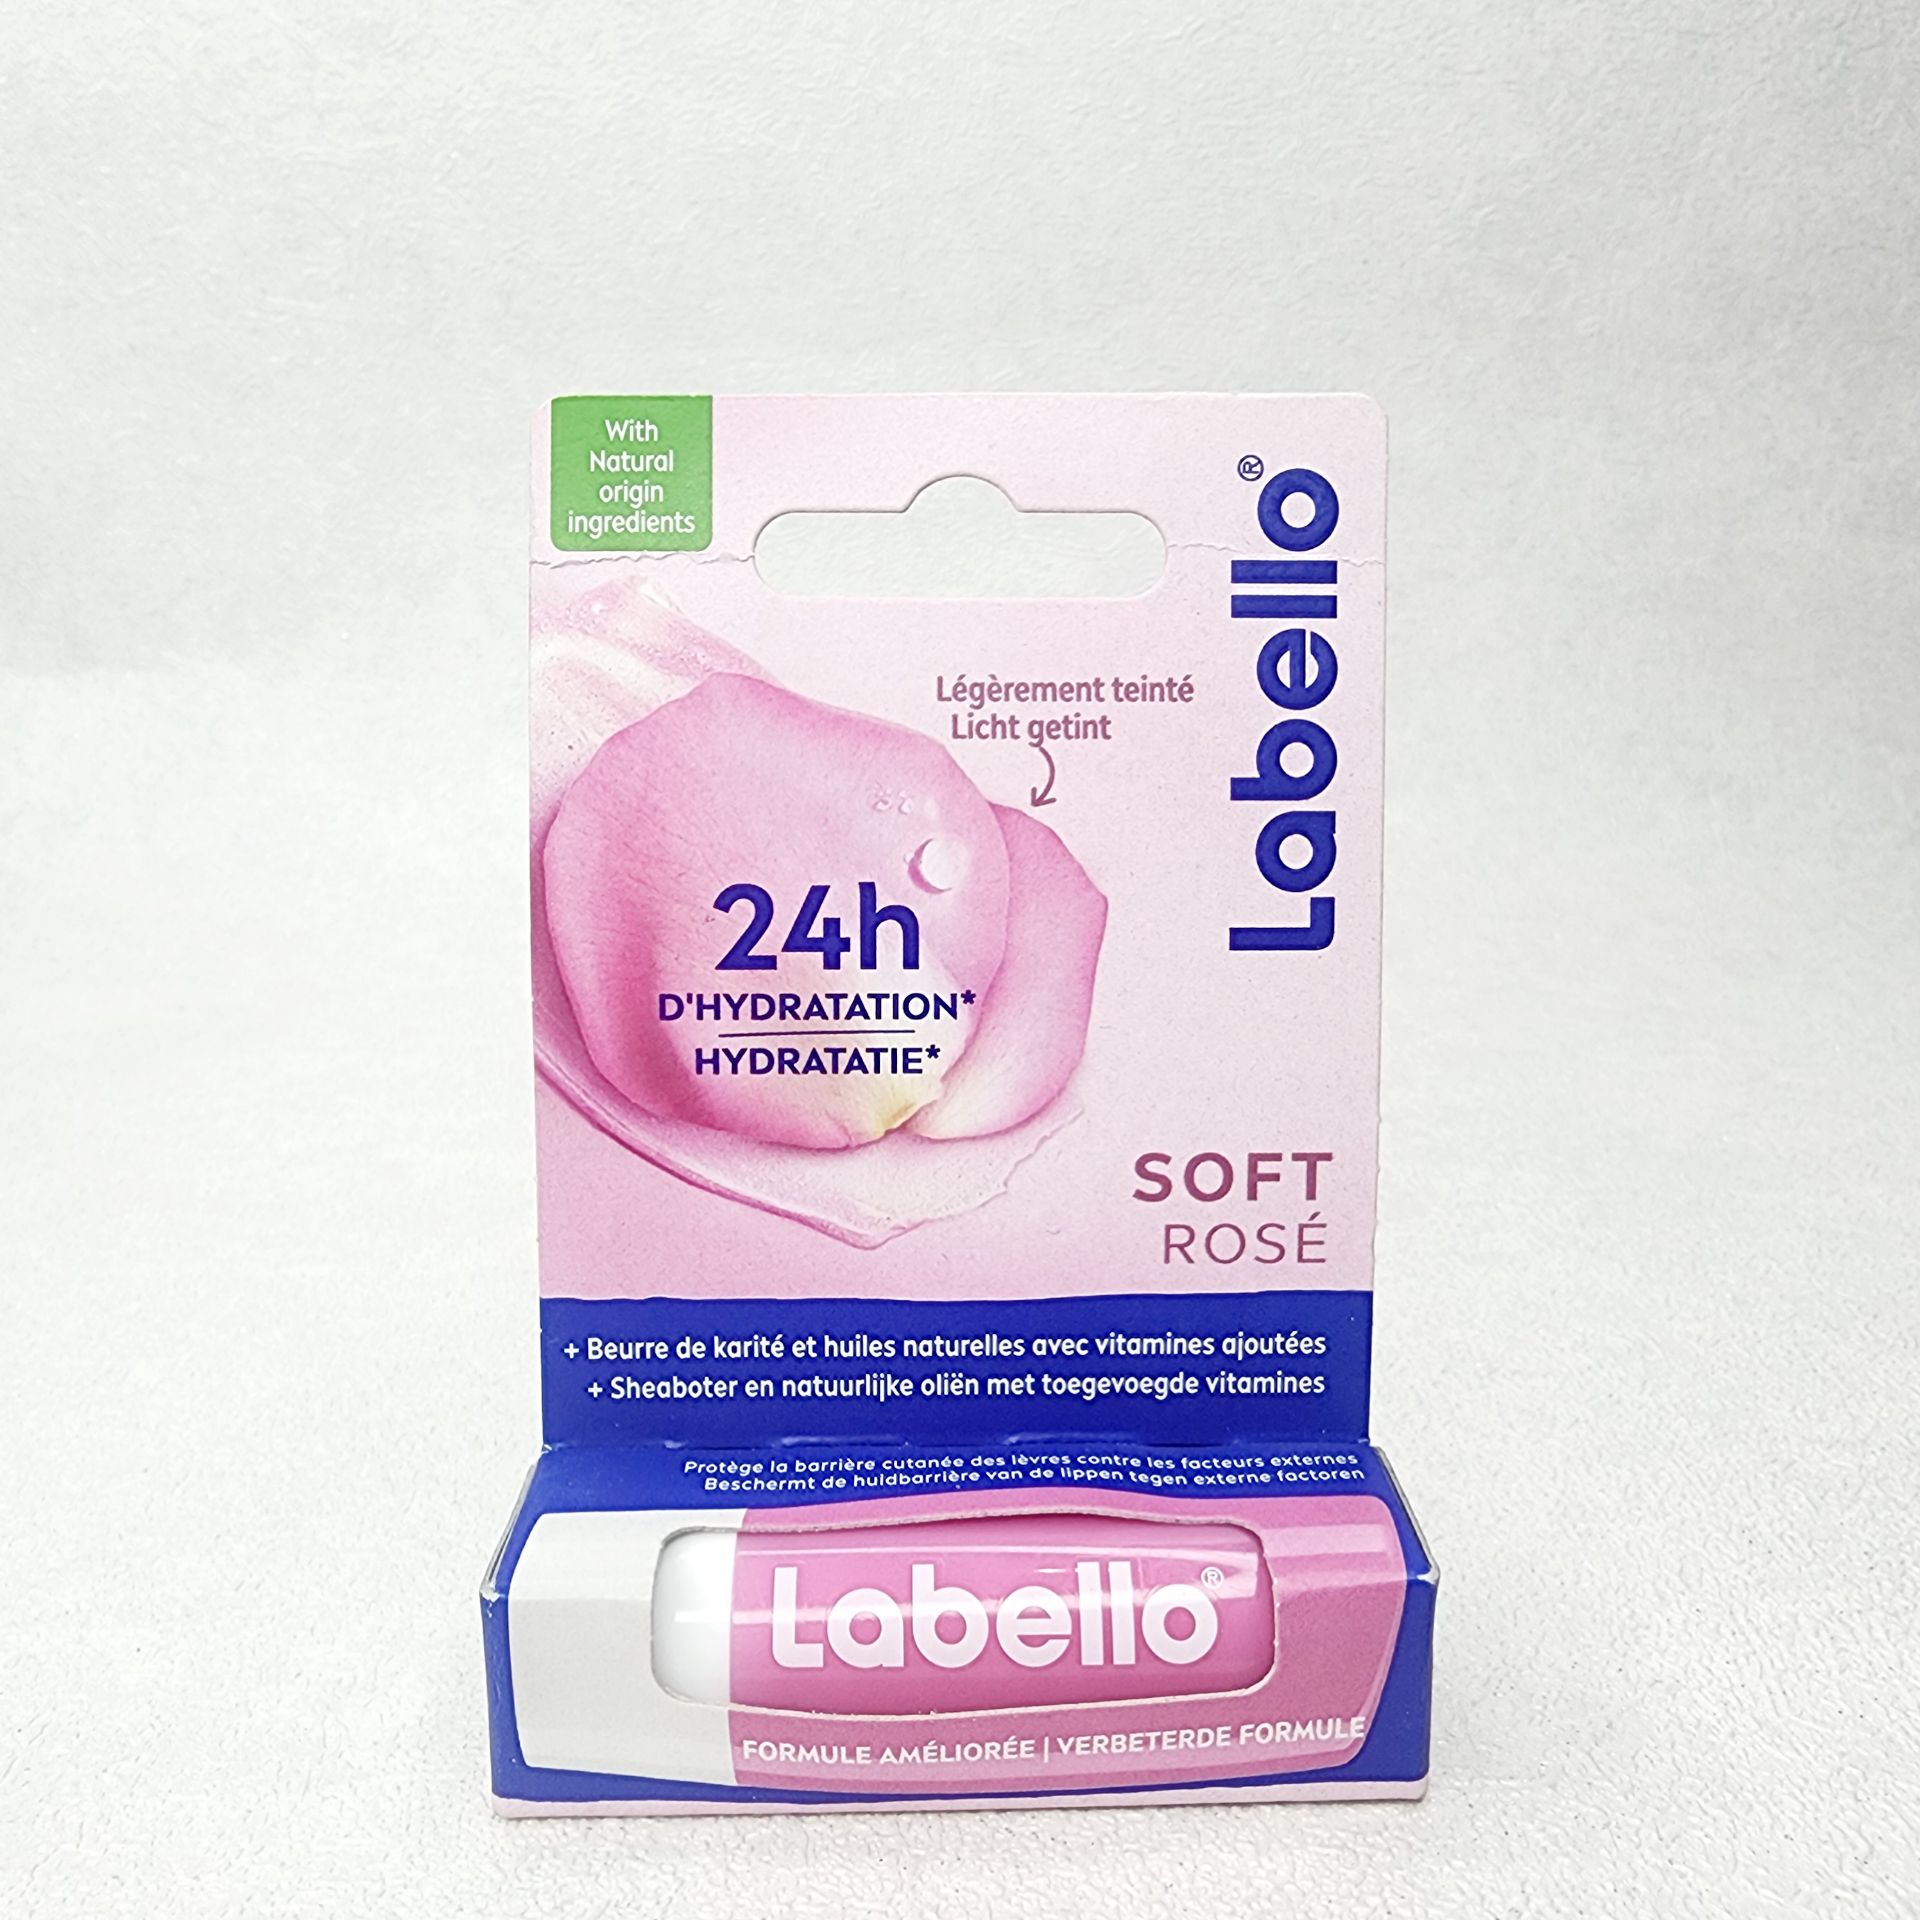 With
Natural
origin
ingredients
Labello®
Légèrement teinté
Licht getint
24h
D'HYDRATATION*
HYDRATATIE*
SOFT
ROSÉ
+ Beurre de karité et huiles naturelles avec vitamines ajoutées
+ Sheaboter en natuurlijke oliën met toegevoegde vitamines
Protège la barrière cutanée des lèvres contre les facteurs externes
Beschermt de huidbarrière van de lippen tegen externe factoren
Labello®
FORMULE AMÉLIORÉE | VERBETERDE FORMULE